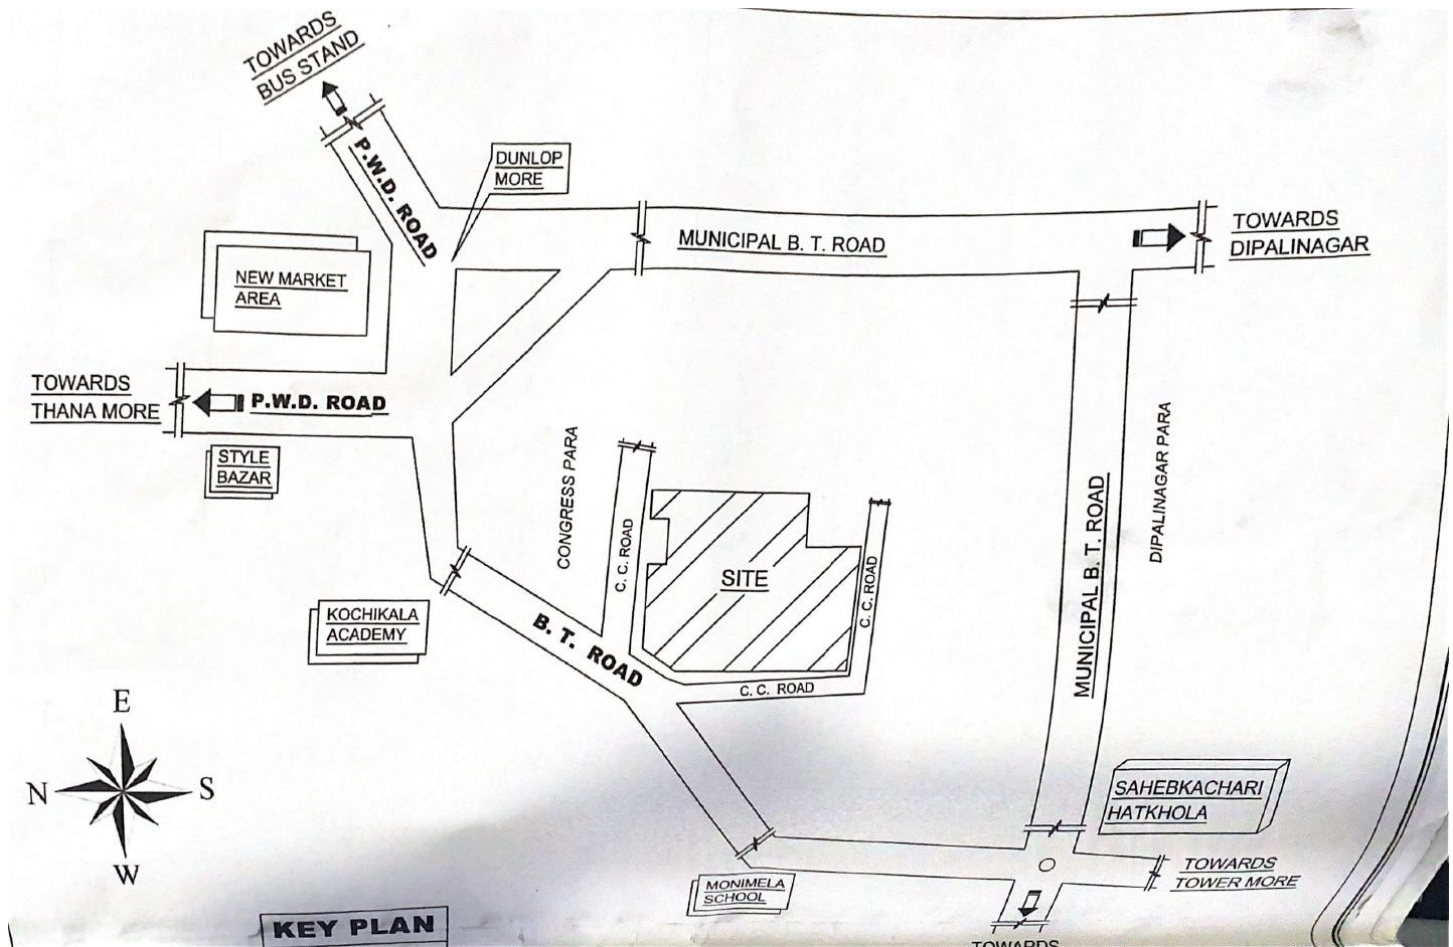 TOWARDS
BUS STAND
P.W.D. ROAD
DUNLOP
MORE
MUNICIPAL B. T. ROAD
TOWARDS
DIPALINAGAR
NEW MARKET
AREA
TOWARDS
THANA MORE
P.W.D. ROAD
STYLE
BAZAR
CONGRESS PARA
C. C. ROAD
SITE
C. C. ROAD
MUNICIPAL B. T. ROAD
DIPALINAGAR PARA
KOCHIKALA
ACADEMY
B. T. ROAD
C. C. ROAD
E
N
S
W
SAHEBKACHARI
HATKHOLA
TOWARDS
TOWER MORE
MONIMELA
SCHOOL
KEY PLAN
TOWARDS